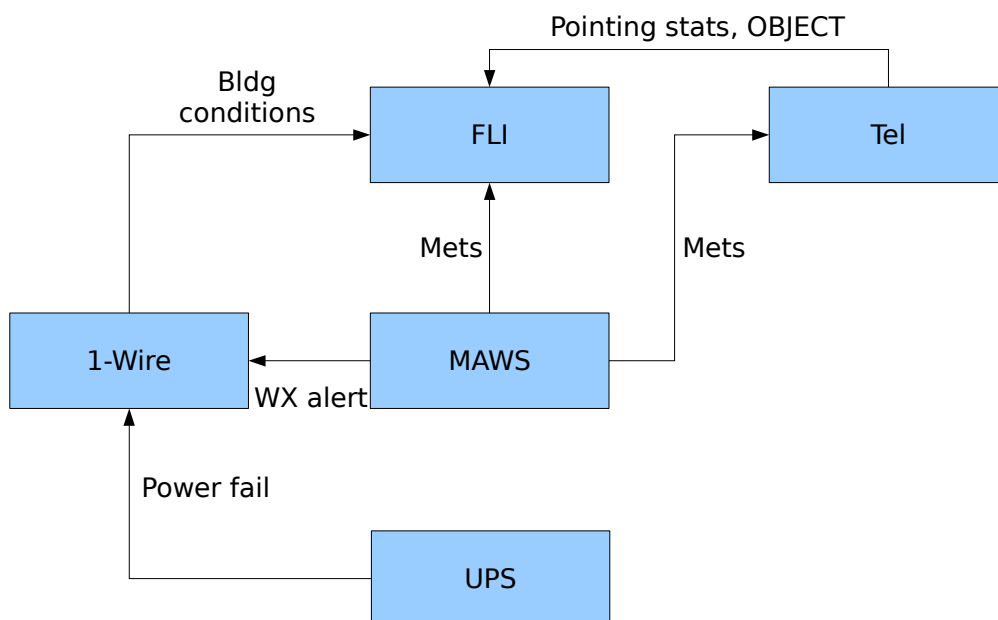 Pointing stats, OBJECT
Bldg
conditions
FLI
Tel
Mets
Mets
1-Wire
MAWS
WX alert
Power fail
UPS